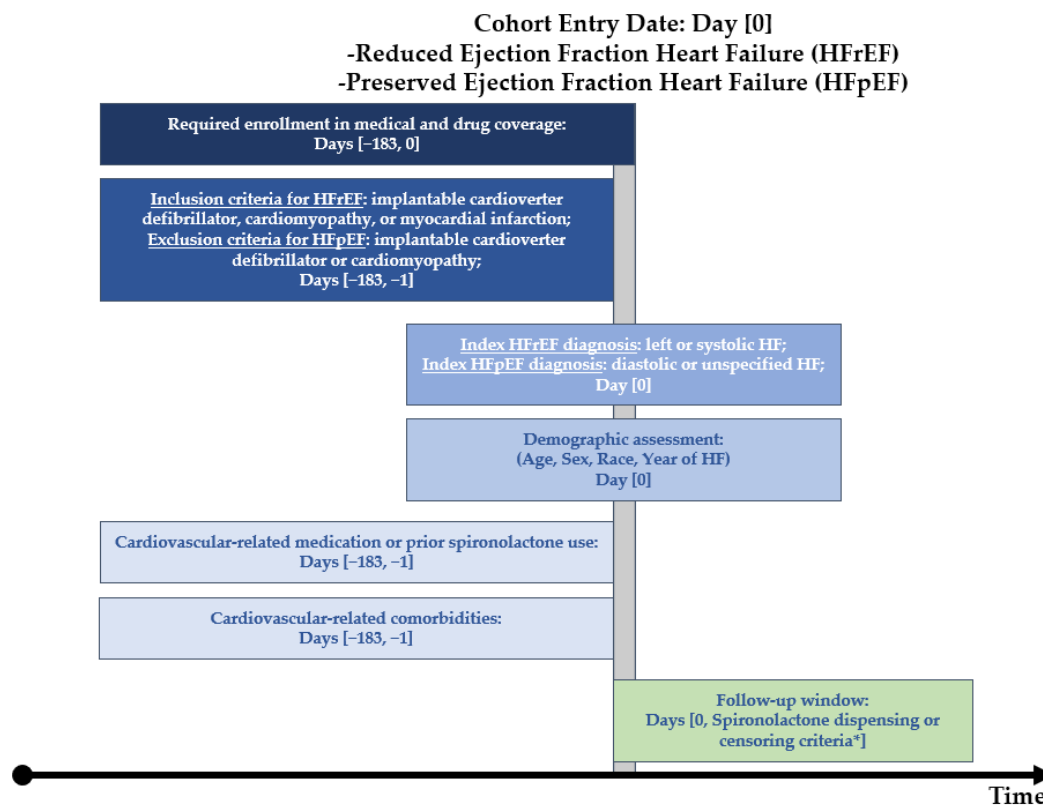 Cohort Entry Date: Day [0]
-Reduced Ejection Fraction Heart Failure (HFrEF)
-Preserved Ejection Fraction Heart Failure (HFpEF)
Required enrollment in medical and drug coverage:
Days [−183, 0]
Inclusion criteria for HFrEF: implantable cardioverter
defibrillator, cardiomyopathy, or myocardial infarction;
Exclusion criteria for HFpEF: implantable cardioverter
defibrillator or cardiomyopathy;
Days [−183, −1]
Index HFrEF diagnosis: left or systolic HF;
Index HFpEF diagnosis: diastolic or unspecified HF;
Day [0]
Demographic assessment:
(Age, Sex, Race, Year of HF)
Day [0]
Cardiovascular-related medication or prior spironolactone use:
Days [−183, −1]
Cardiovascular-related comorbidities:
Days [−183, −1]
Follow-up window:
Days [0, Spironolactone dispensing or
censoring criteria*]
Time